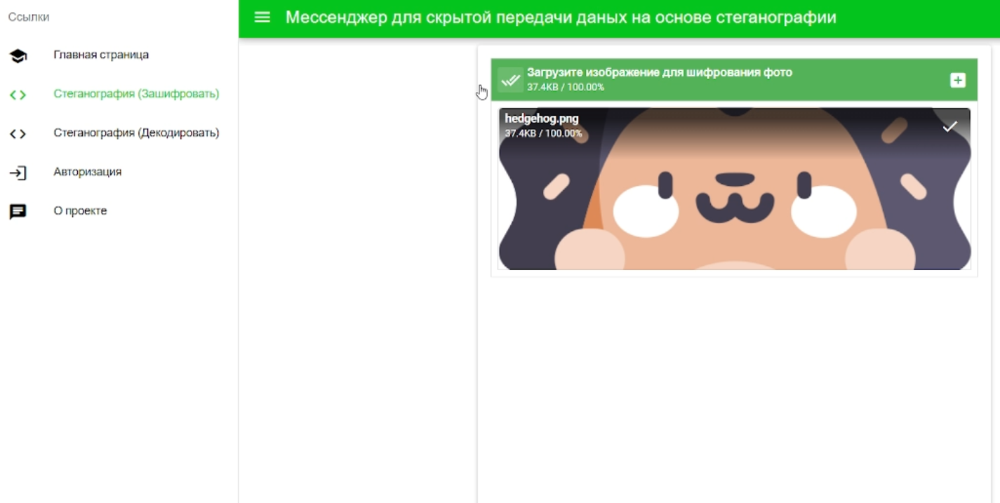 Ссылки
Главная страница
Стеганография (Зашифровать)
Стеганография (Декодировать)
Авторизация
О проекте
Мессенджер для скрытой передачи даных на основе стеганографии
Загрузите изображение для шифрования фото
37.4KB / 100.00%
hedgehog.png
37.4KB / 100.00%